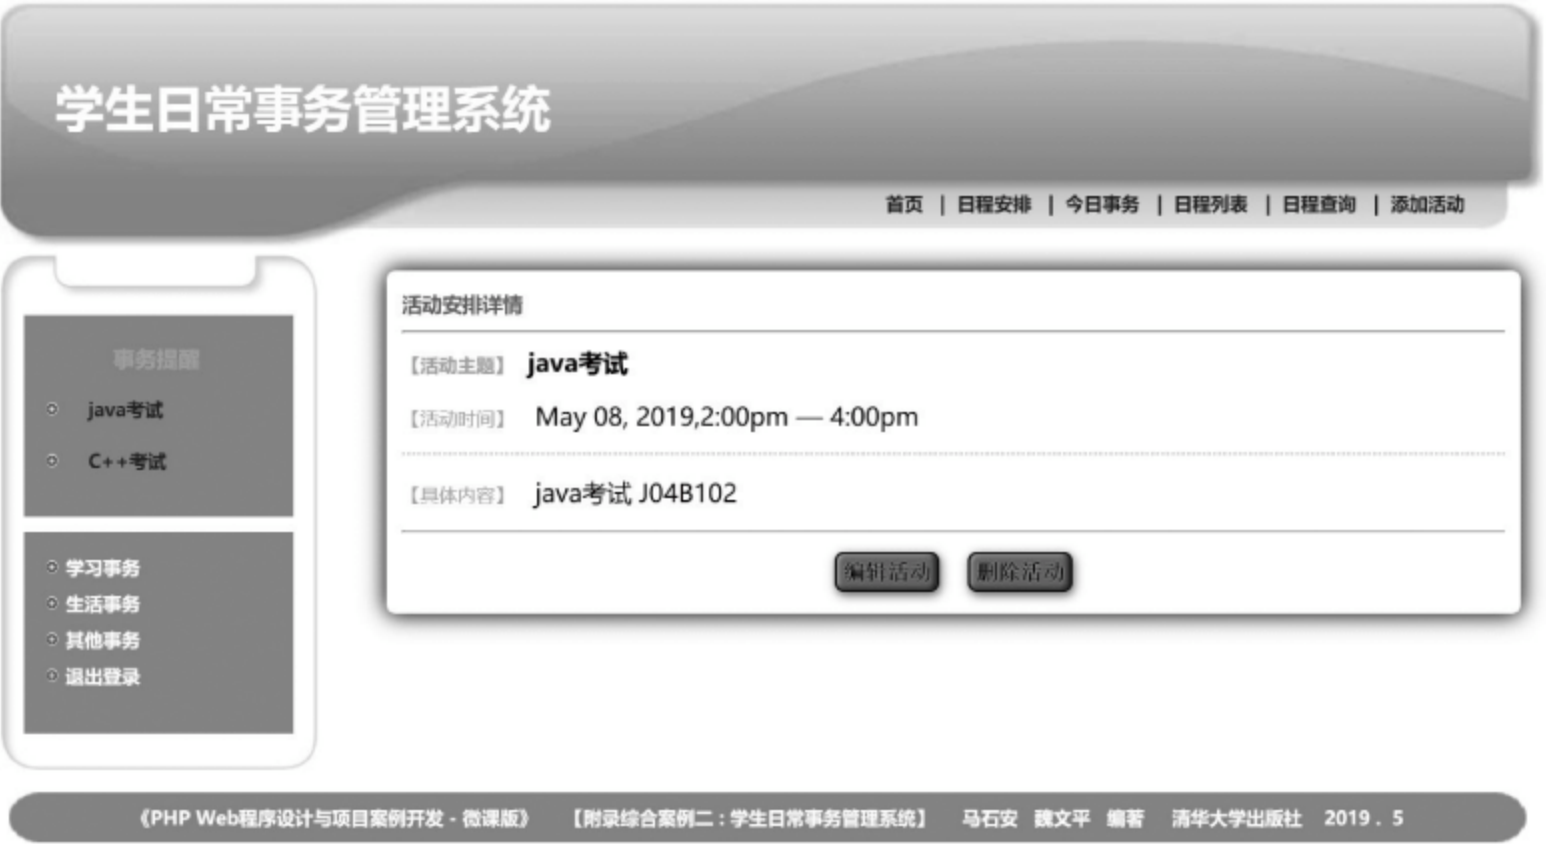 学生日常事务管理系统
首页 | 日程安排 | 今日事务 | 日程列表 | 日程查询 | 添加活动
事务提醒
java考试
C++考试
学习事务
生活事务
其他事务
退出登录
活动安排详情
【活动主题】 java考试
【活动时间】 May 08, 2019,2:00pm — 4:00pm
【具体内容】 java考试 J04B102
编辑活动 删除活动
《PHP Web程序设计与项目案例开发 - 微课版》 【附录综合案例二：学生日常事务管理系统】 马石安 魏文平 编著 清华大学出版社 2019 . 5